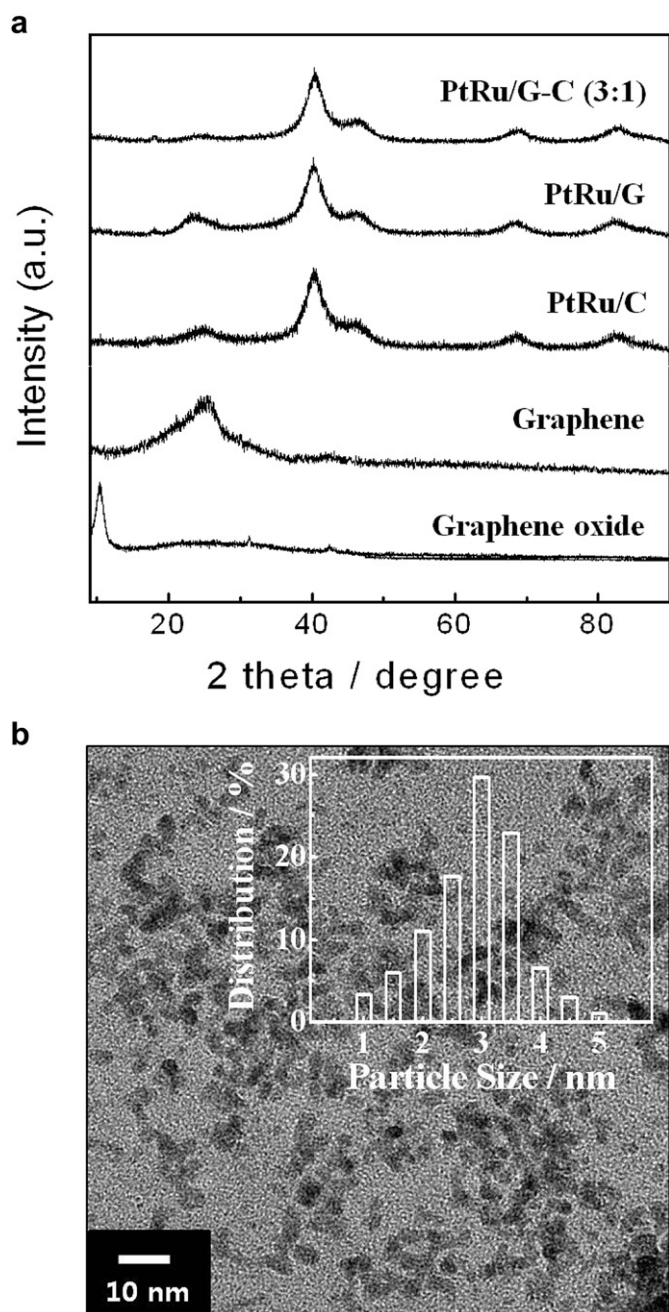 a
PtRu/G-C (3:1)
PtRu/G
PtRu/C
Graphene
Graphene oxide
Intensity (a.u.)
20 40 60 80
2 theta / degree
b
Distribution / %
30
20
10
0
1 2 3 4 5
Particle Size / nm
10 nm